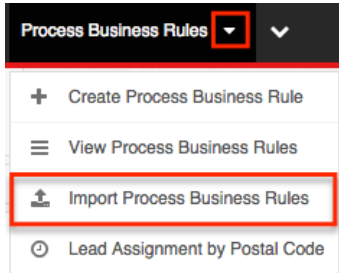 Process Business Rules
Create Process Business Rule
View Process Business Rules
Import Process Business Rules
Lead Assignment by Postal Code